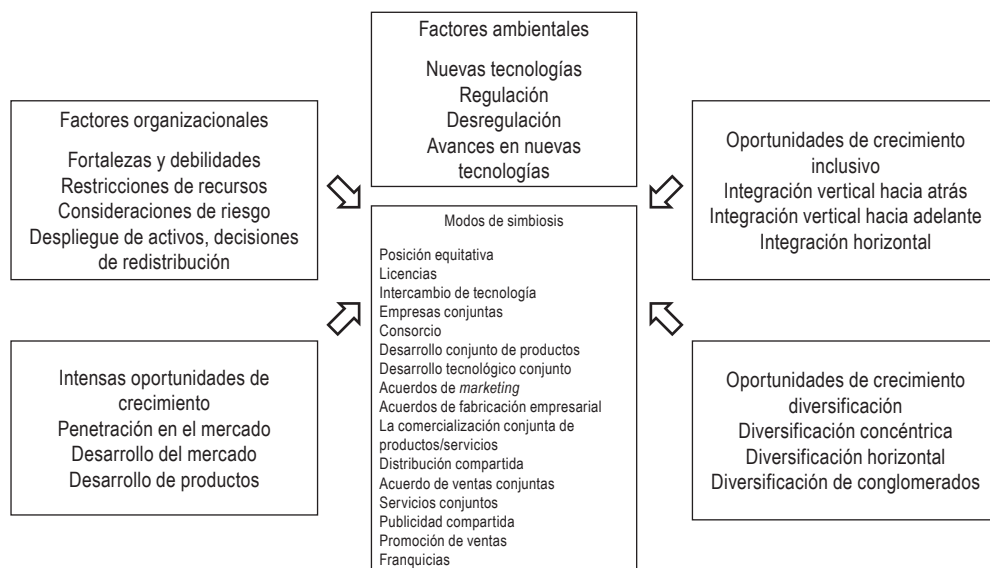 Factores ambientales
Nuevas tecnologías
Regulación
Desregulación
Avances en nuevas
tecnologías
Factores organizacionales
Fortalezas y debilidades
Restricciones de recursos
Consideraciones de riesgo
Despliegue de activos, decisiones
de redistribución
Oportunidades de crecimiento
inclusivo
Integración vertical hacia atrás
Integración vertical hacia adelante
Integración horizontal
Modos de simbiosis
Posición equitativa
Licencias
Intercambio de tecnología
Empresas conjuntas
Consorcio
Desarrollo conjunto de productos
Desarrollo tecnológico conjunto
Acuerdos de marketing
Acuerdos de fabricación empresarial
La comercialización conjunta de
productos/servicios
Distribución compartida
Acuerdo de ventas conjuntas
Servicios conjuntos
Publicidad compartida
Promoción de ventas
Franquicias
Intensas oportunidades de
crecimiento
Penetración en el mercado
Desarrollo del mercado
Desarrollo de productos
Oportunidades de crecimiento
diversificación
Diversificación concéntrica
Diversificación horizontal
Diversificación de conglomerados